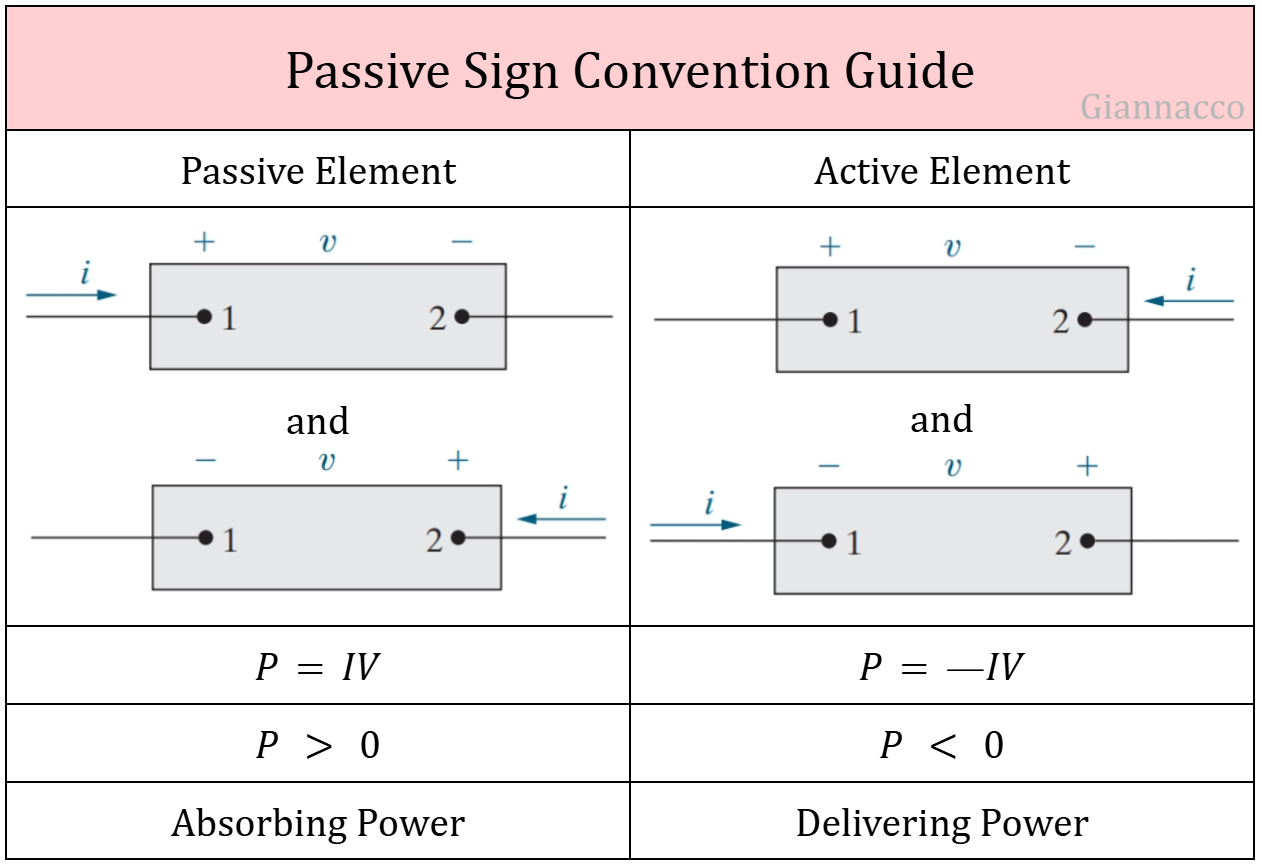 Passive Sign Convention Guide
Giannacco
Passive Element
Active Element
+ v −
i
1 2
and
− v +
i
1 2
+ v −
i
1 2
and
− v +
i
1 2
P = IV
P = —IV
P > 0
P < 0
Absorbing Power
Delivering Power